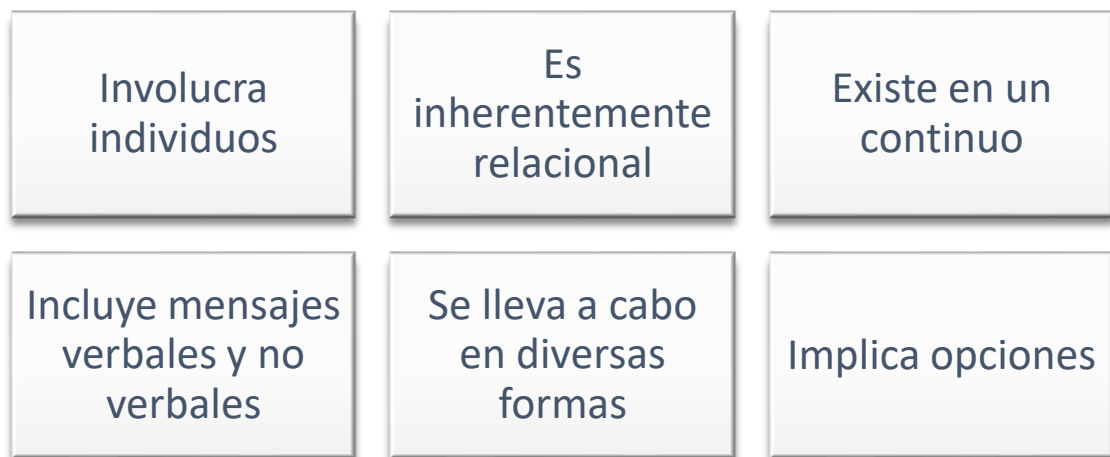 Involucra
individuos
Es
inherentemente
relacional
Existe en un
continuo
Incluye mensajes
verbales y no
verbales
Se lleva a cabo
en diversas
formas
Implica opciones